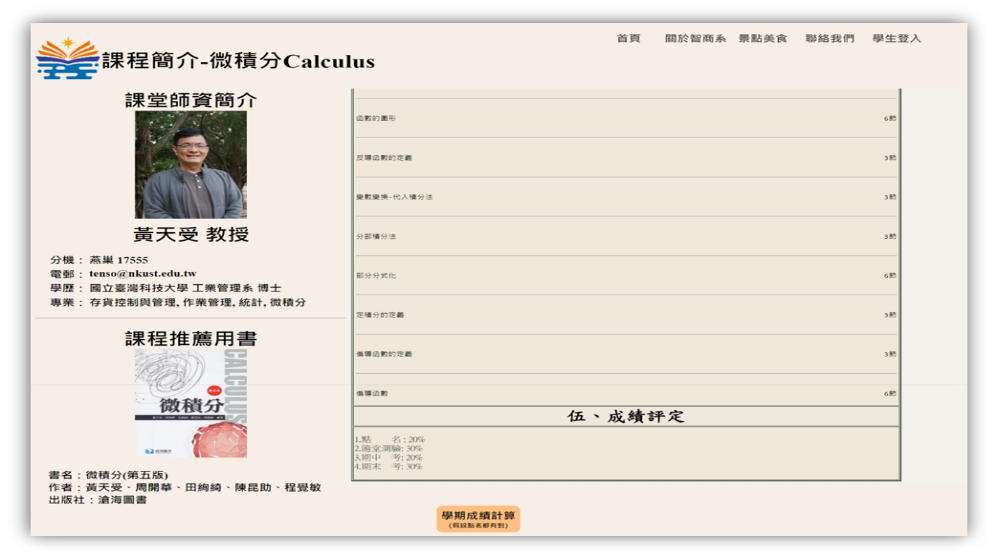 首頁 關於智商系 景點美食 聯絡我們 學生登入
課程簡介-微積分Calculus
課堂師資簡介
黃天受 教授
分機： 燕巢 17555
電郵： tenso@nkust.edu.tw
學歷： 國立臺灣科技大學 工業管理系 博士
專業： 存貨控制與管理, 作業管理, 統計, 微積分
課程推薦用書
CALCULUS
微積分
書名：微積分(第五版)
作者：黃天受、周開華、田絢綺、陳昆助、程覺敏
出版社：滄海圖書
函數的圖形 6節
反導函數的定義 3節
變數變換-代入積分法 3節
分部積分法 3節
部分分式化 6節
定積分的定義 3節
偏導函數的定義 3節
偏導函數 6節
伍、成績評定
1.點 名 : 20%
2.隨堂測驗: 30%
3.期中 考: 20%
4.期末 考: 30%
學期成績計算
(假設點名都有到)